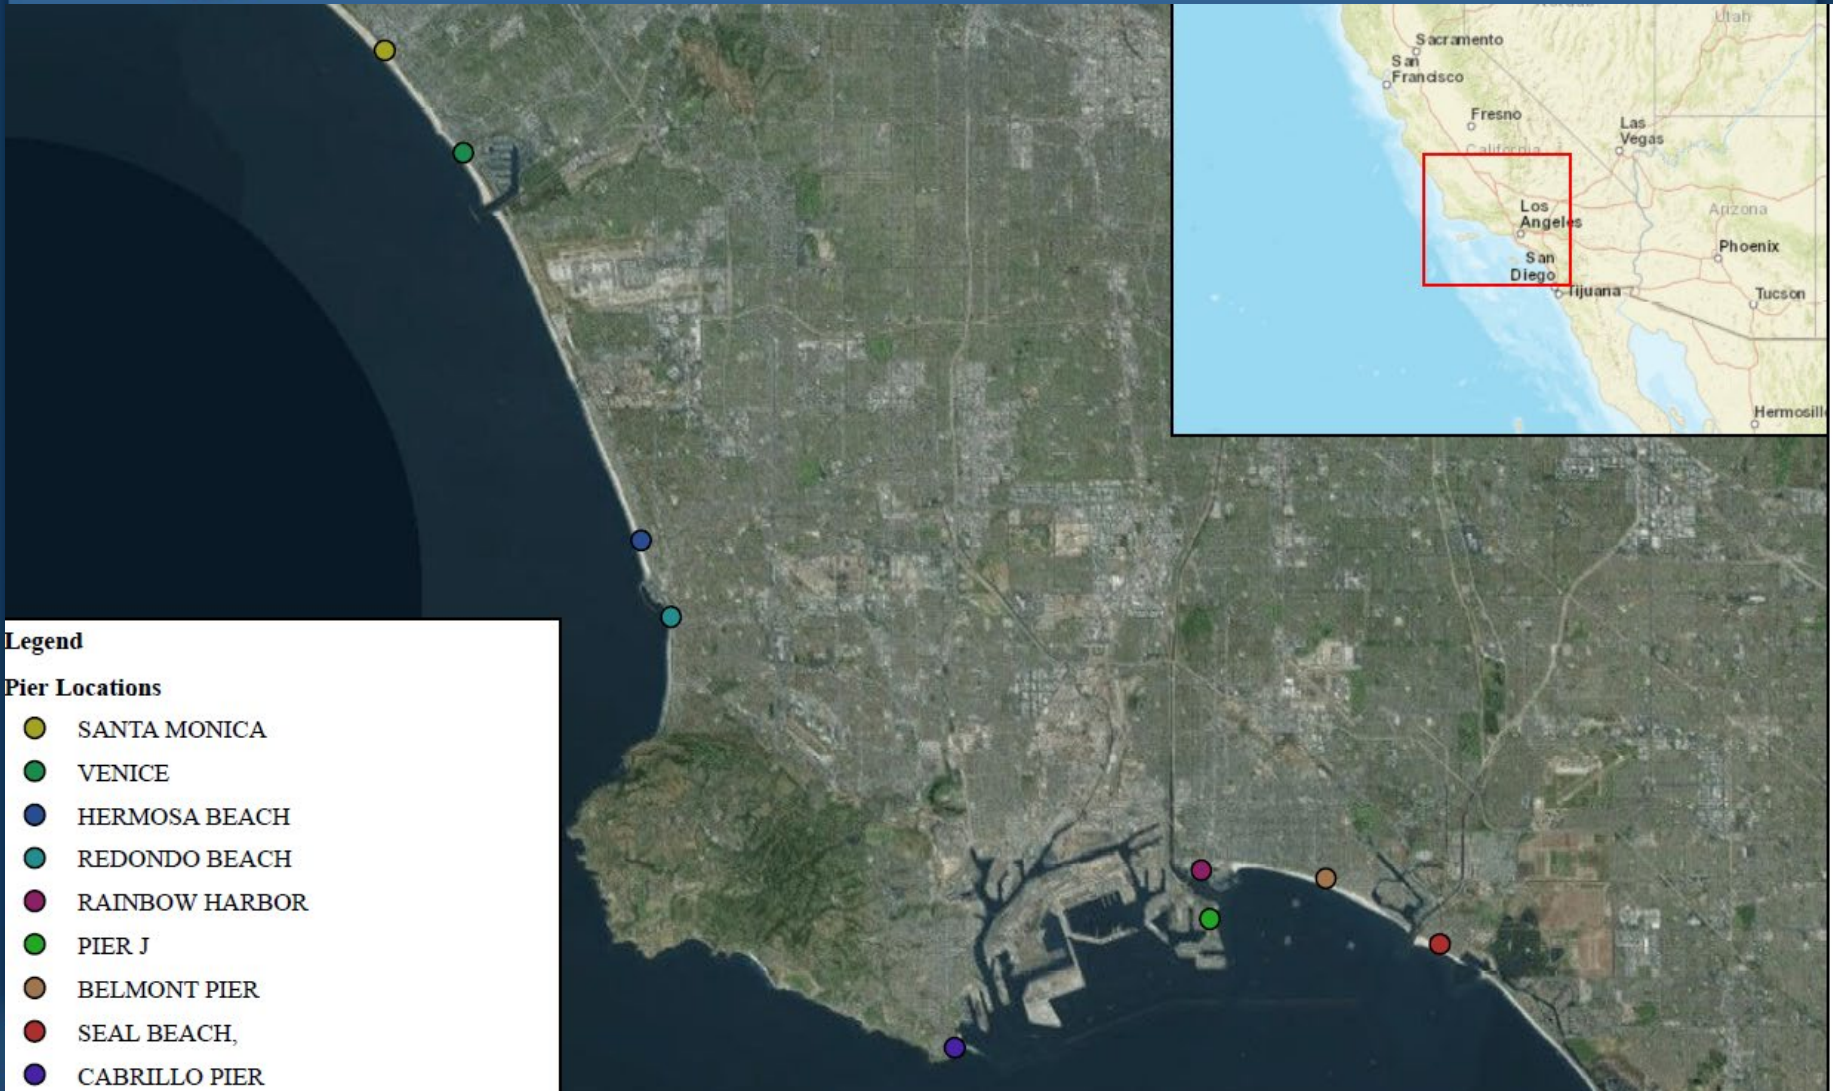 Utah
Sacramento
San
Francisco
Fresno
Las
Vegas
California
Los
Angeles
Arizona
Phoenix
San
Diego
Tijuana
Tucson
Hermosill
Legend
Pier Locations
SANTA MONICA
VENICE
HERMOSA BEACH
REDONDO BEACH
RAINBOW HARBOR
PIER J
BELMONT PIER
SEAL BEACH,
CABRILLO PIER